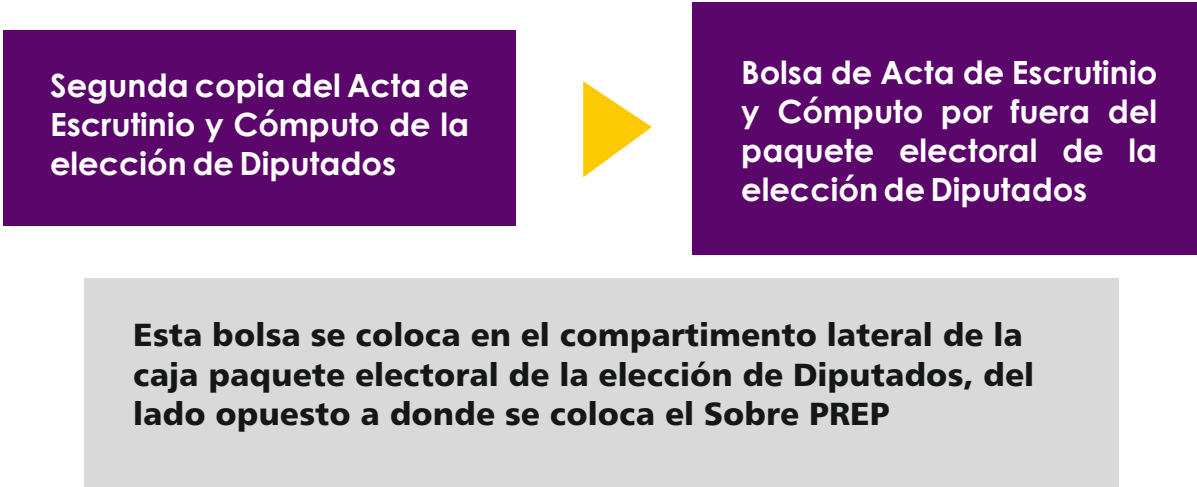 Segunda copia del Acta de
Escrutinio y Cómputo de la
elección de Diputados
Bolsa de Acta de Escrutinio
y Cómputo por fuera del
paquete electoral de la
elección de Diputados
Esta bolsa se coloca en el compartimento lateral de la
caja paquete electoral de la elección de Diputados, del
lado opuesto a donde se coloca el Sobre PREP